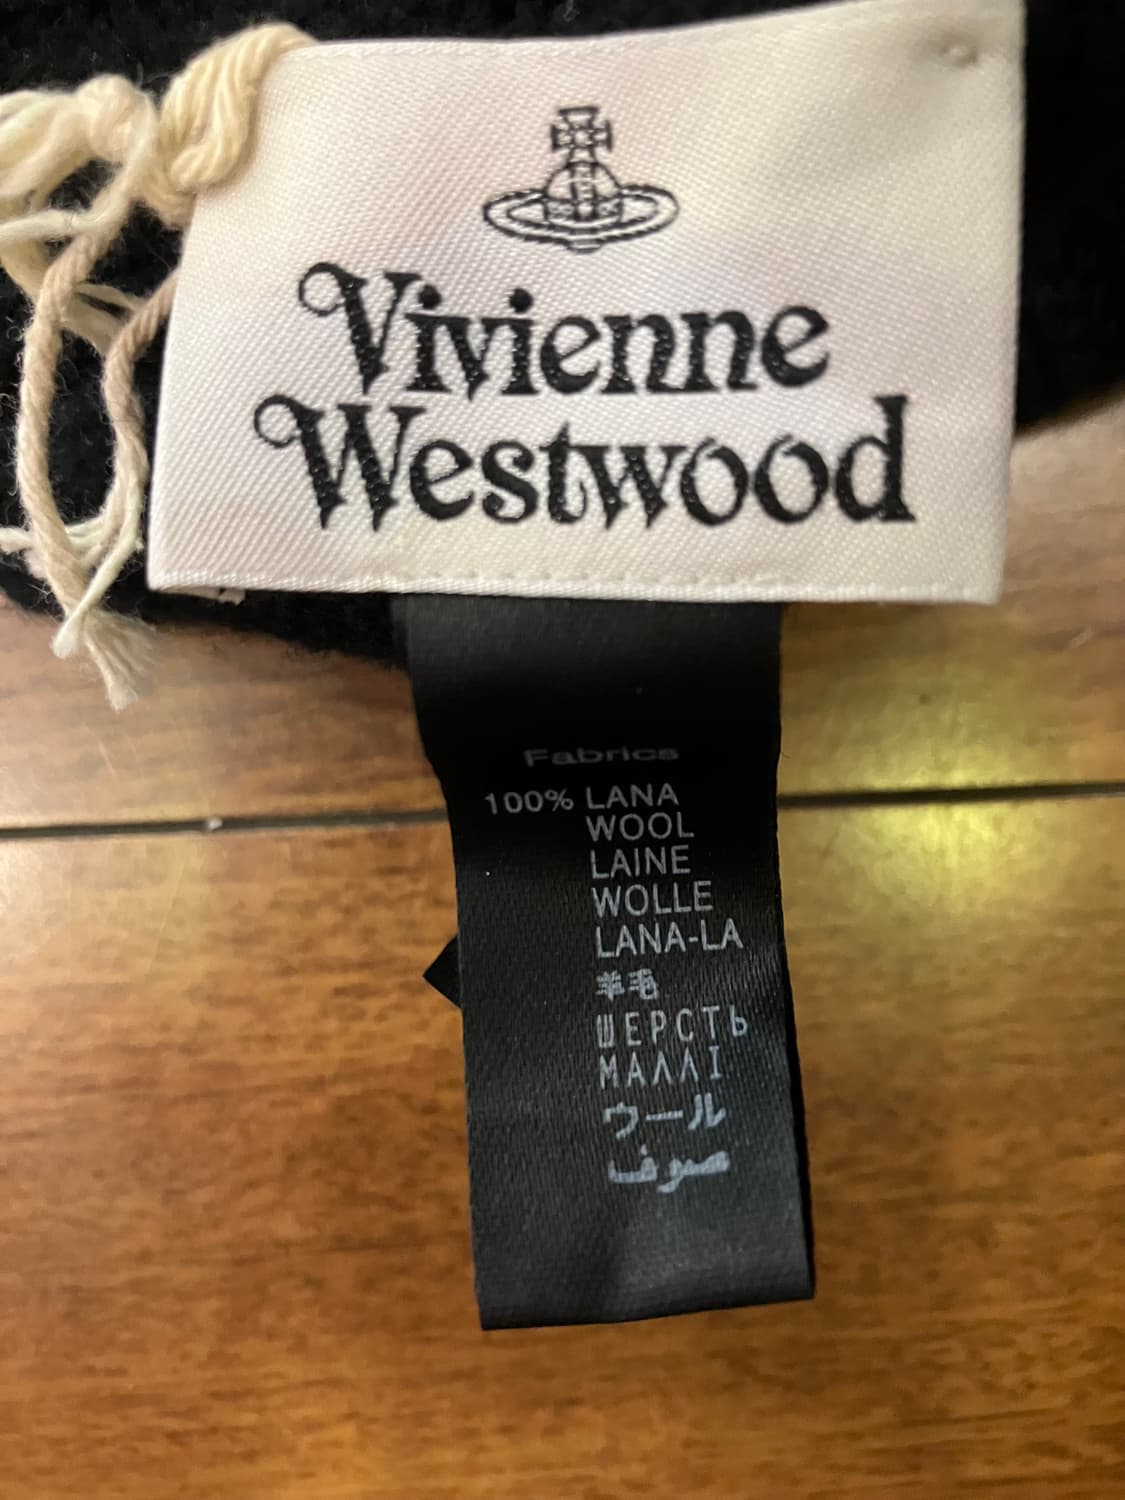 Vivienne
Westwood
Fabrics
100% LANA
WOOL
LAINE
WOLLE
LANA-LA
羊毛
ШЕРСТЬ
ΜΑΛΛΙ
ウール
صوف